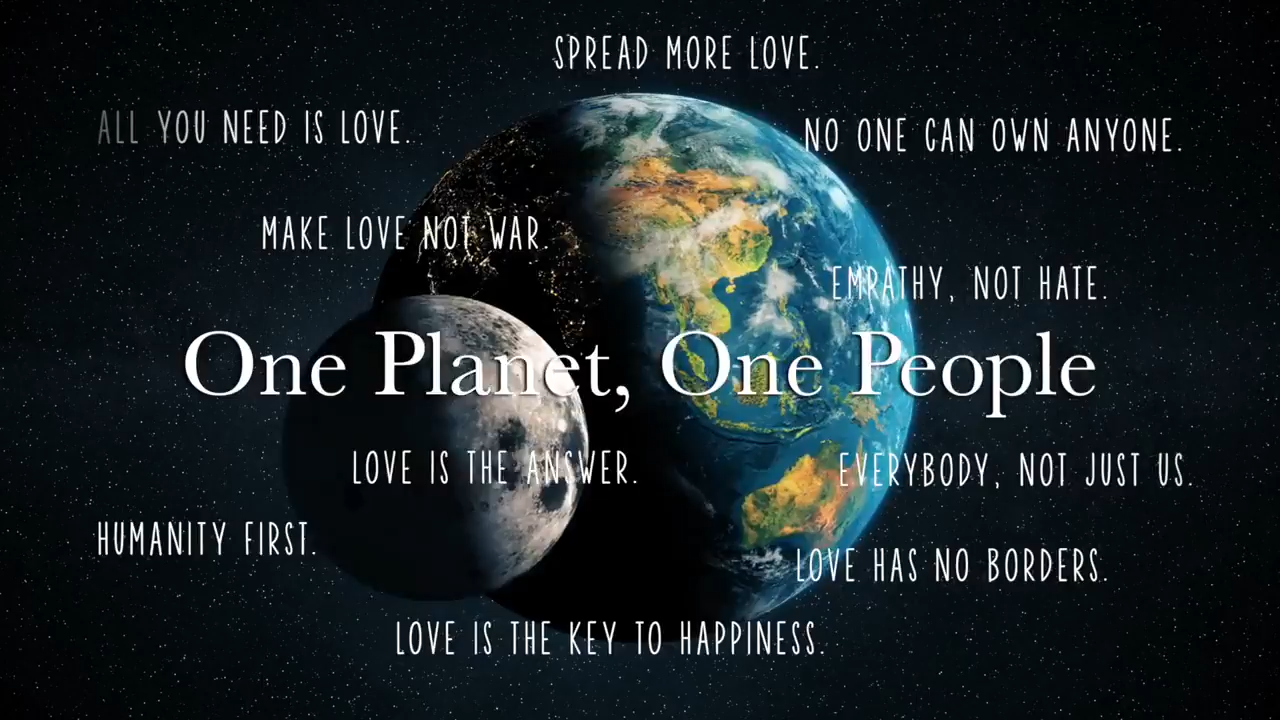 SPREAD MORE LOVE.
ALL YOU NEED IS LOVE.
NO ONE CAN OWN ANYONE.
MAKE LOVE NOT WAR.
EMPATHY, NOT HATE.
One Planet, One People
LOVE IS THE ANSWER.
EVERYBODY, NOT JUST US.
HUMANITY FIRST.
LOVE HAS NO BORDERS.
LOVE IS THE KEY TO HAPPINESS.